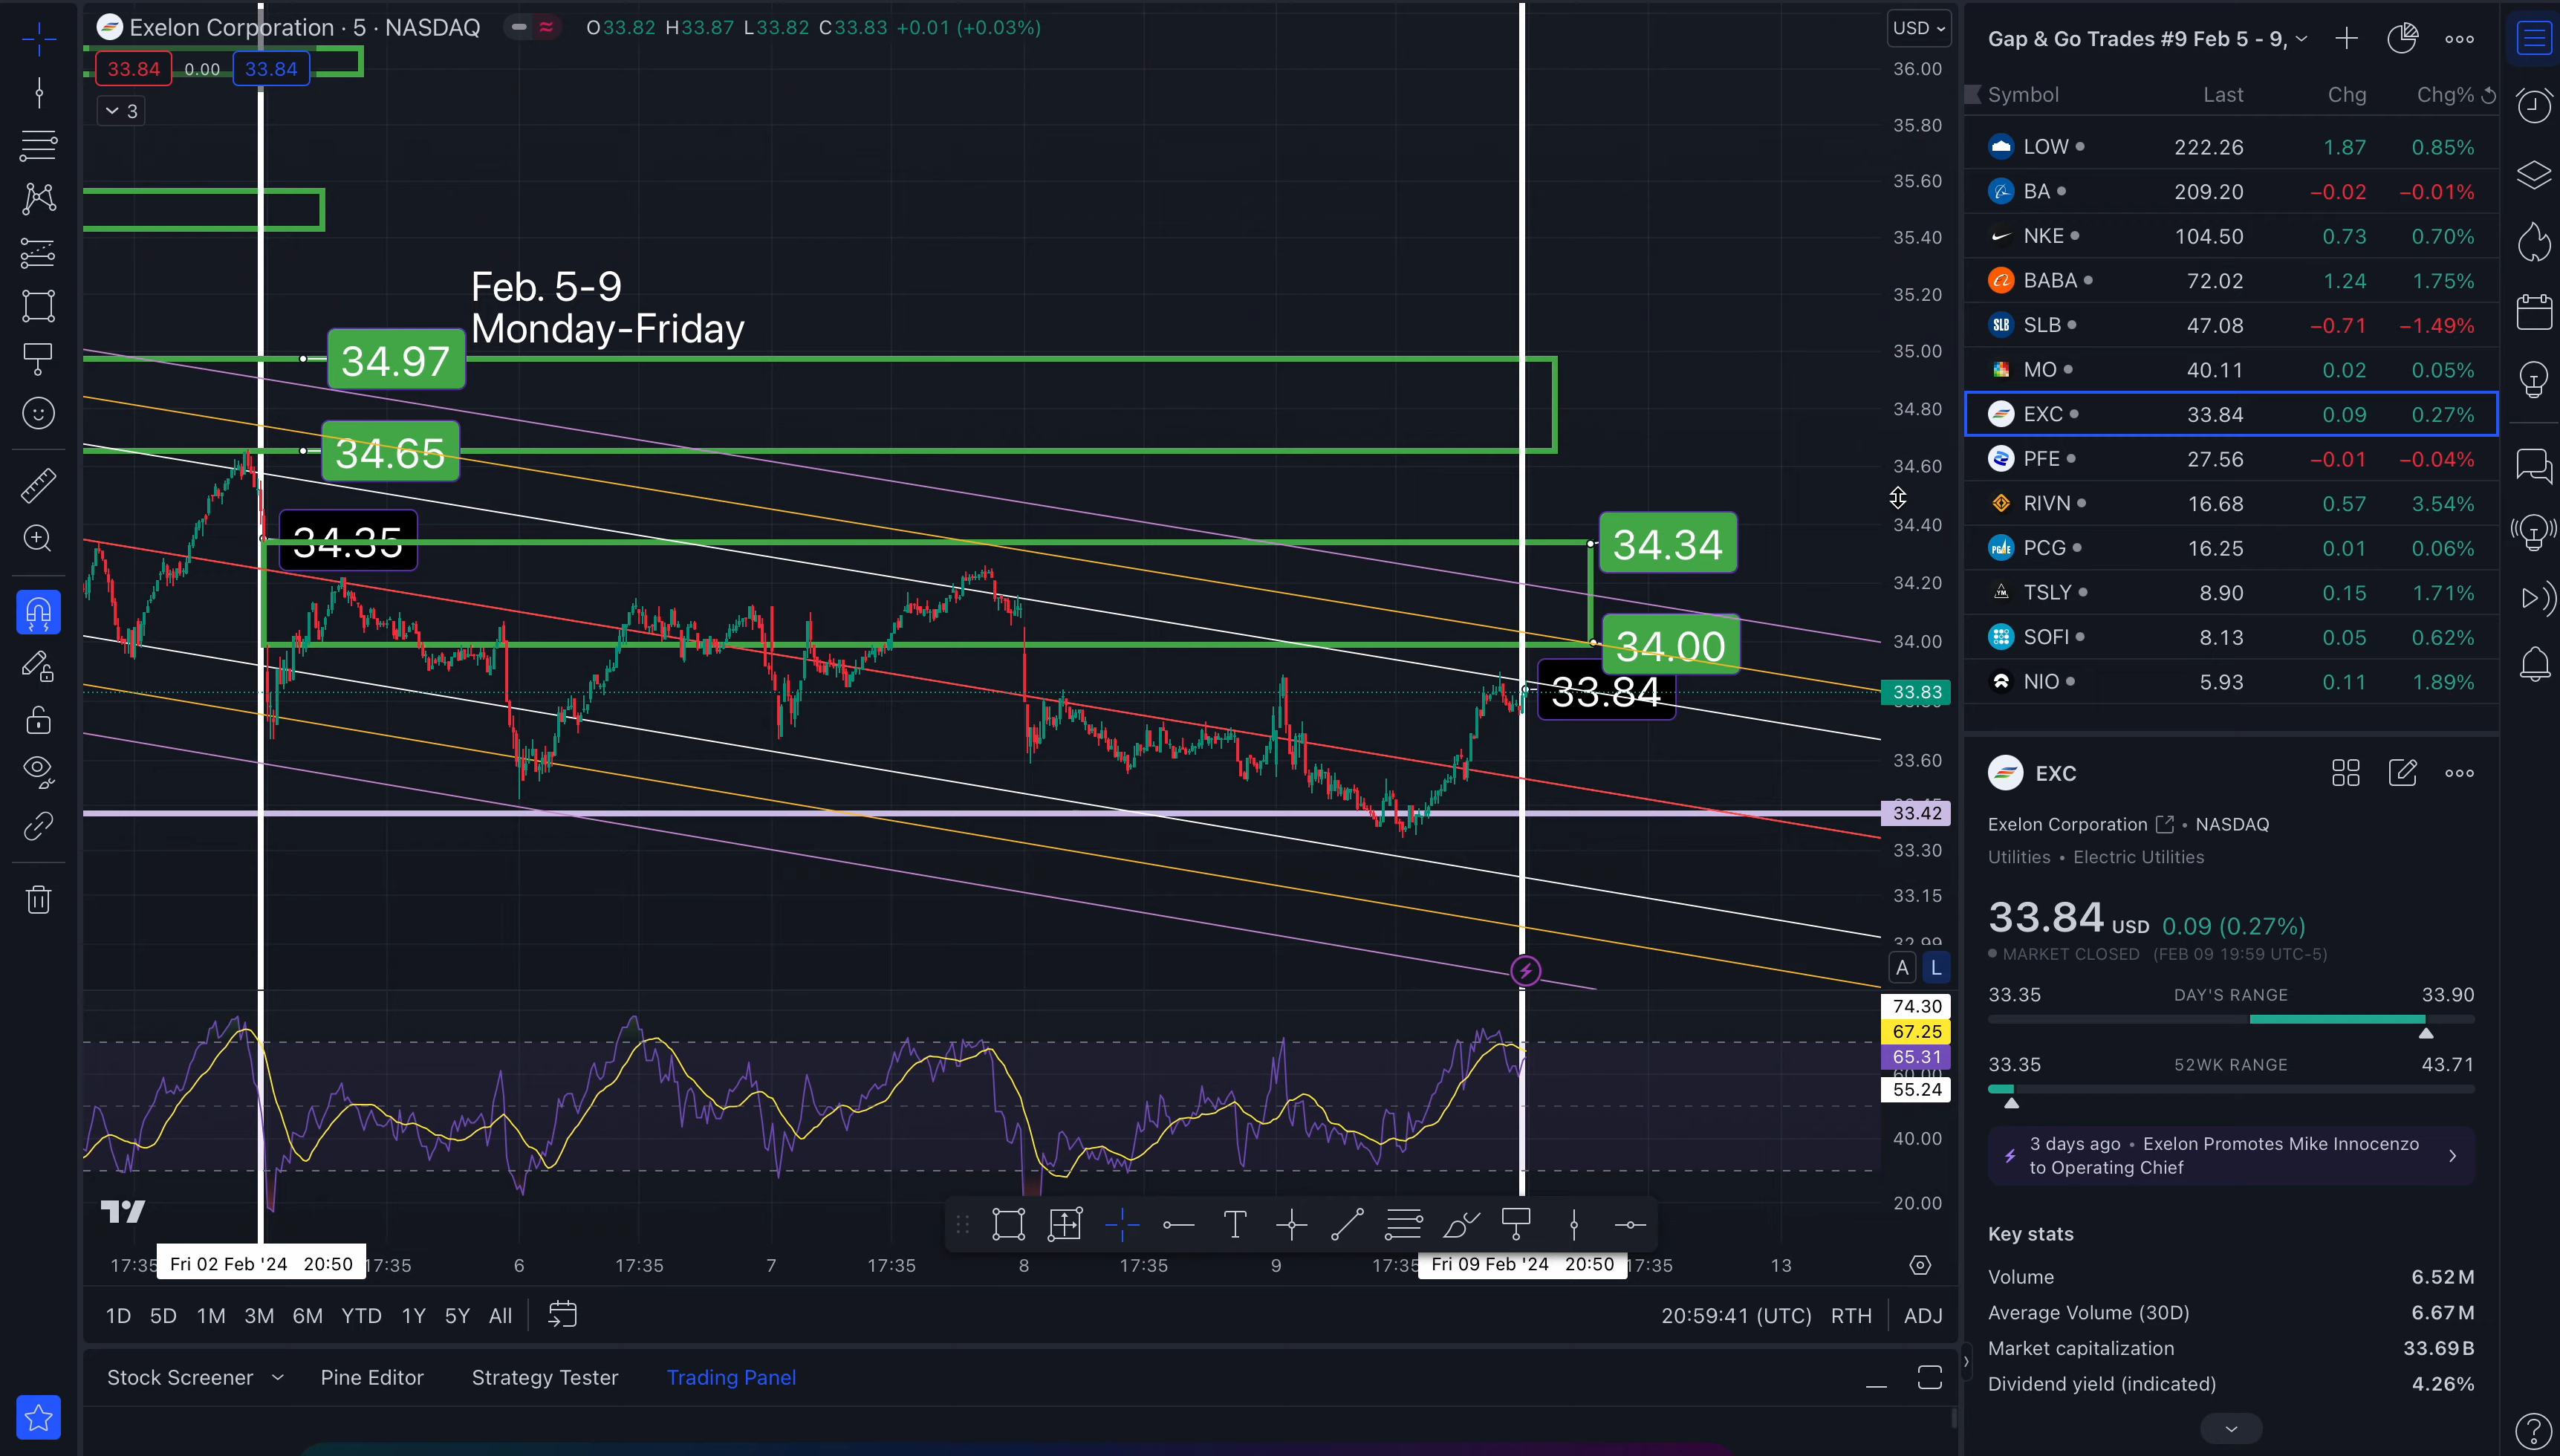 Exelon Corporation · 5 · NASDAQ O33.82 H33.87 L33.82 C33.83 +0.01 (+0.03%)
33.84 0.00 33.84
3
USD
36.00
35.80
35.60
35.40
35.20
35.00
34.80
34.60
34.40
34.20
34.00
33.83
33.60
33.42
33.30
33.15
32.99
A L
Feb. 5-9
Monday-Friday
34.97
34.65
34.35
34.34
34.00
33.84
74.30
67.25
65.31
60.00
55.24
40.00
20.00
17:35 Fri 02 Feb '24 20:50 17:35 6 17:35 7 17:35 8 17:35 9 17:35 Fri 09 Feb '24 20:50 17:35 13
1D 5D 1M 3M 6M YTD 1Y 5Y All 20:59:41 (UTC) RTH ADJ
Stock Screener Pine Editor Strategy Tester Trading Panel
Gap & Go Trades #9 Feb 5 - 9,
Symbol Last Chg Chg%
LOW 222.26 1.87 0.85%
BA 209.20 −0.02 −0.01%
NKE 104.50 0.73 0.70%
BABA 72.02 1.24 1.75%
SLB SLB 47.08 −0.71 −1.49%
MO 40.11 0.02 0.05%
EXC 33.84 0.09 0.27%
PFE 27.56 −0.01 −0.04%
RIVN 16.68 0.57 3.54%
PCG 16.25 0.01 0.06%
TSLY 8.90 0.15 1.71%
SOFI 8.13 0.05 0.62%
NIO 5.93 0.11 1.89%
EXC
Exelon Corporation • NASDAQ
Utilities • Electric Utilities
33.84 USD 0.09 (0.27%)
MARKET CLOSED (FEB 09 19:59 UTC-5)
33.35 DAY'S RANGE 33.90
33.35 52WK RANGE 43.71
3 days ago • Exelon Promotes Mike Innocenzo
to Operating Chief
Key stats
Volume 6.52M
Average Volume (30D) 6.67M
Market capitalization 33.69B
Dividend yield (indicated) 4.26%